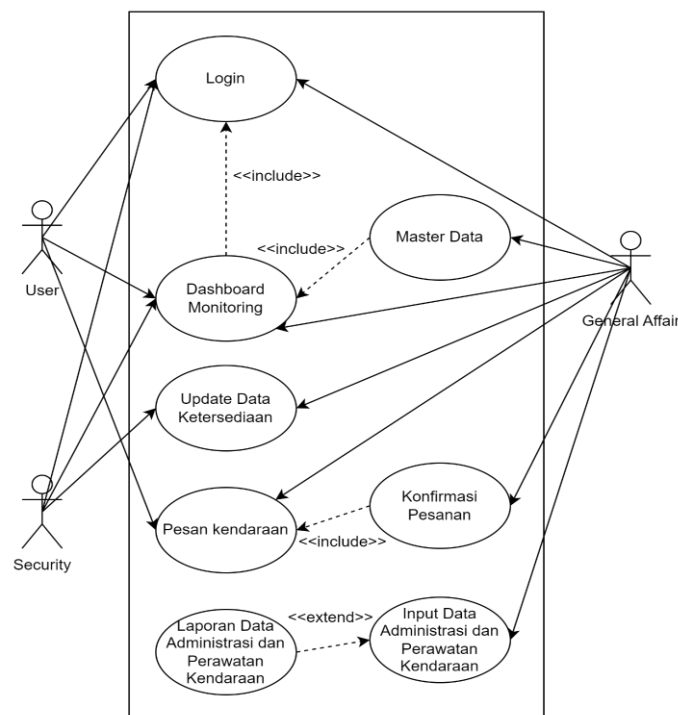 Login
<<include>>
Master Data
<<include>>
User
Dashboard
Monitoring
General Affair
Update Data
Ketersediaan
Security
Pesan kendaraan
Konfirmasi
Pesanan
<<include>>
Laporan Data
Administrasi dan
Perawatan
Kendaraan
<<extend>>
Input Data
Administrasi dan
Perawatan
Kendaraan